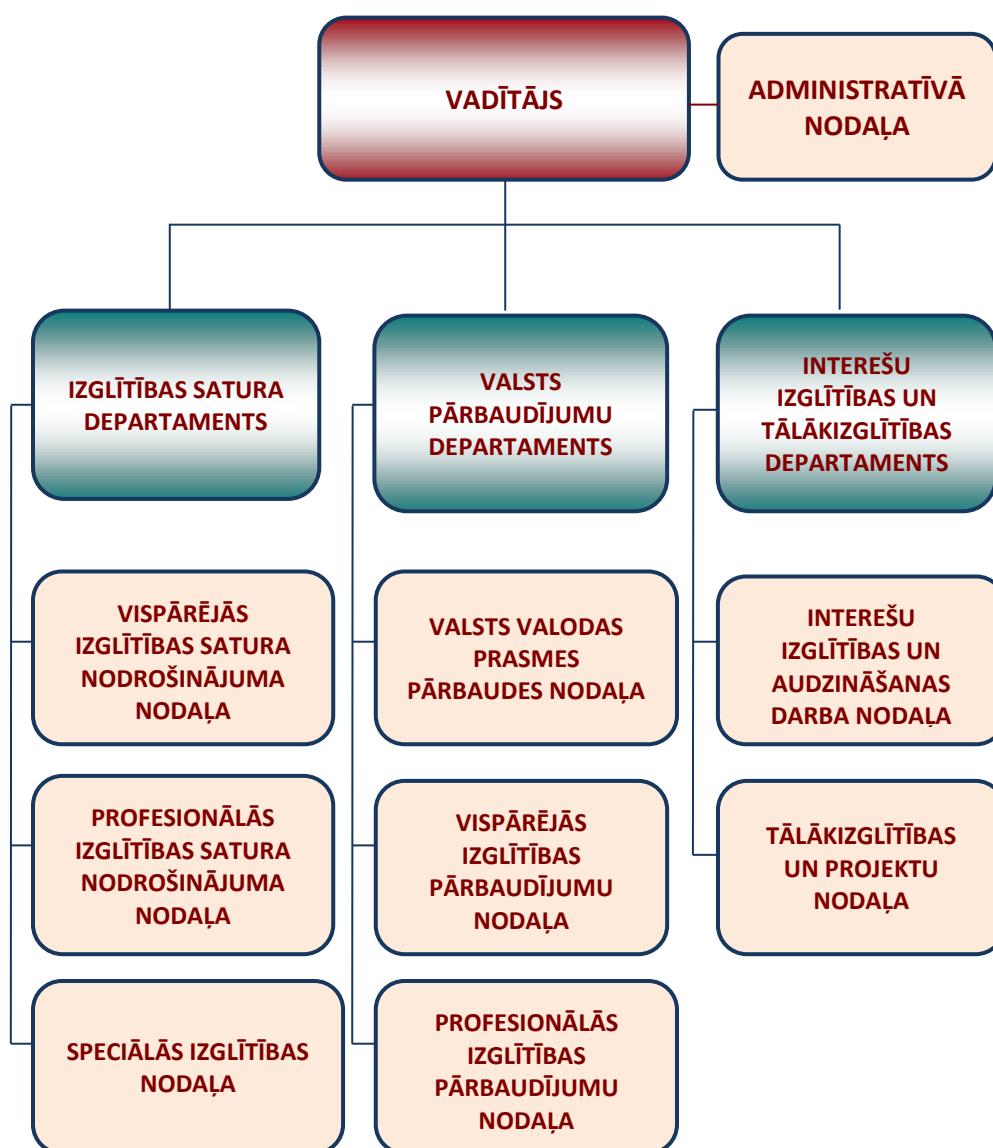 VADĪTĀJS
ADMINISTRATĪVĀ
NODAĻA
IZGLĪTĪBAS SATURA
DEPARTAMENTS
VALSTS
PĀRBAUDĪJUMU
DEPARTAMENTS
INTEREŠU
IZGLĪTĪBAS UN
TĀLĀKIZGLĪTĪBAS
DEPARTAMENTS
VISPĀRĒJĀS
IZGLĪTĪBAS SATURA
NODROŠINĀJUMA
NODAĻA
VALSTS VALODAS
PRASMES
PĀRBAUDES NODAĻA
INTEREŠU
IZGLĪTĪBAS UN
AUDZINĀŠANAS
DARBA NODAĻA
PROFESIONĀLĀS
IZGLĪTĪBAS SATURA
NODROŠINĀJUMA
NODAĻA
VISPĀRĒJĀS
IZGLĪTĪBAS
PĀRBAUDĪJUMU
NODAĻA
TĀLĀKIZGLĪTĪBAS
UN PROJEKTU
NODAĻA
SPECIĀLĀS IZGLĪTĪBAS
NODAĻA
PROFESIONĀLĀS
IZGLĪTĪBAS
PĀRBAUDĪJUMU
NODAĻA